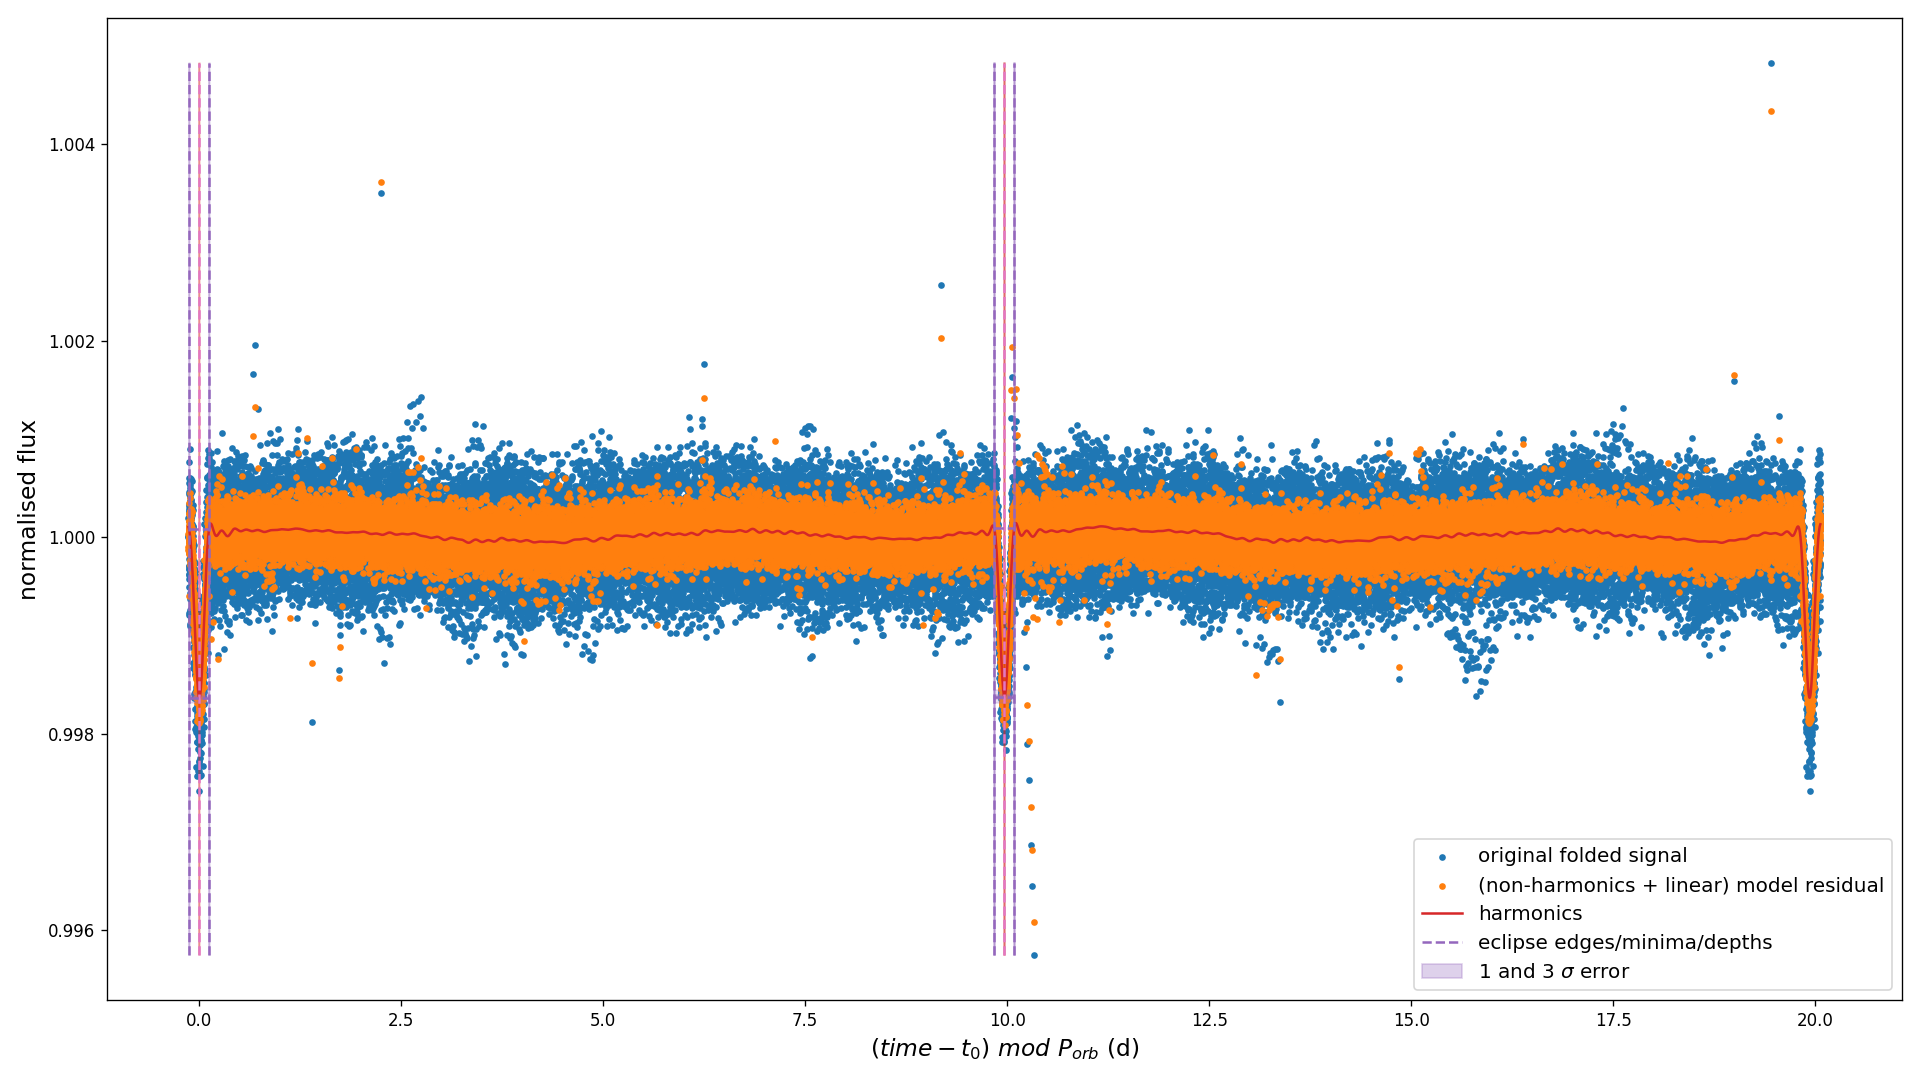 normalised flux
1.004
1.002
1.000
0.998
0.996
0.0 2.5 5.0 7.5 10.0 12.5 15.0 17.5 20.0
(time − t₀) mod Pₒᵣᵦ (d)
original folded signal
(non-harmonics + linear) model residual
harmonics
eclipse edges/minima/depths
1 and 3 σ error